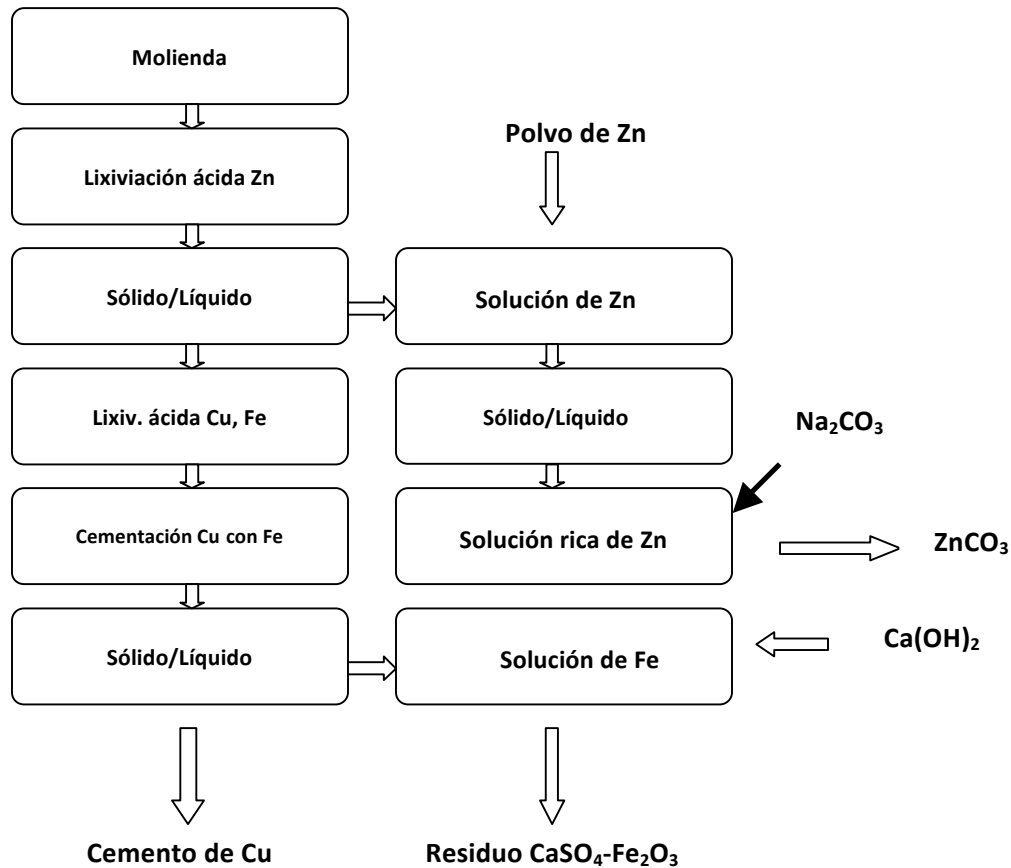 Molienda
Polvo de Zn
Lixiviación ácida Zn
Sólido/Líquido
Solución de Zn
Lixiv. ácida Cu, Fe
Sólido/Líquido
Na₂CO₃
Cementación Cu con Fe
Solución rica de Zn
ZnCO₃
Sólido/Líquido
Solución de Fe
Ca(OH)₂
Cemento de Cu
Residuo CaSO₄-Fe₂O₃